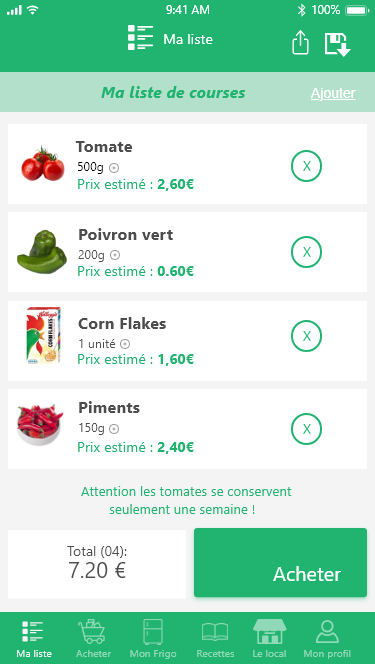 9:41 AM
100%
Ma liste
Ma liste de courses
Ajouter
Tomate
500g
Prix estimé : 2,60€
X
Poivron vert
200g
Prix estimé : 0.60€
X
Kellogg's
CORN FLAKES
Corn Flakes
1 unité
Prix estimé : 1,60€
X
Piments
150g
Prix estimé : 2,40€
X
Attention les tomates se conservent
seulement une semaine !
Total (04):
7.20 €
Acheter
Ma liste
Acheter
Mon Frigo
Recettes
Le local
Mon profil